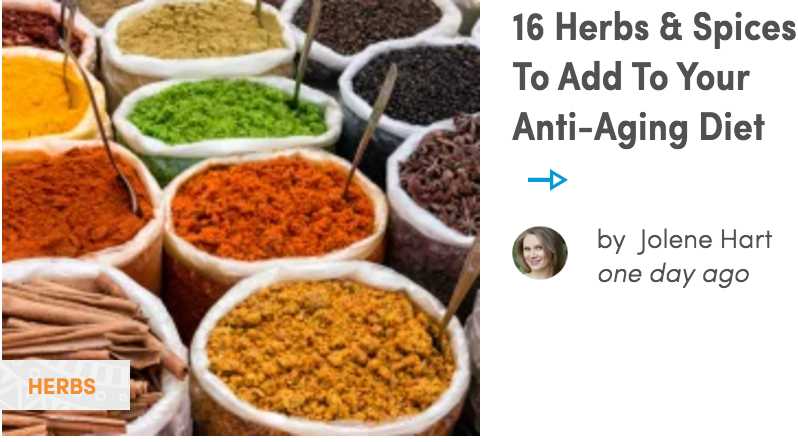 16 Herbs & Spices
To Add To Your
Anti-Aging Diet
by Jolene Hart
one day ago
HERBS